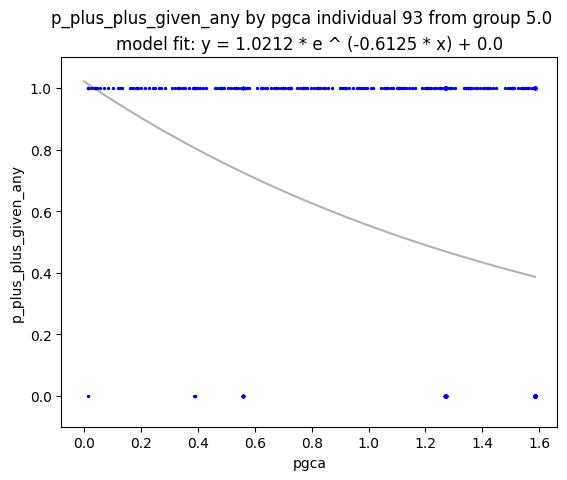 p_plus_plus_given_any by pgca individual 93 from group 5.0
model fit: y = 1.0212 * e ^ (-0.6125 * x) + 0.0
p_plus_plus_given_any
1.0
0.8
0.6
0.4
0.2
0.0
0.0 0.2 0.4 0.6 0.8 1.0 1.2 1.4 1.6
pgca